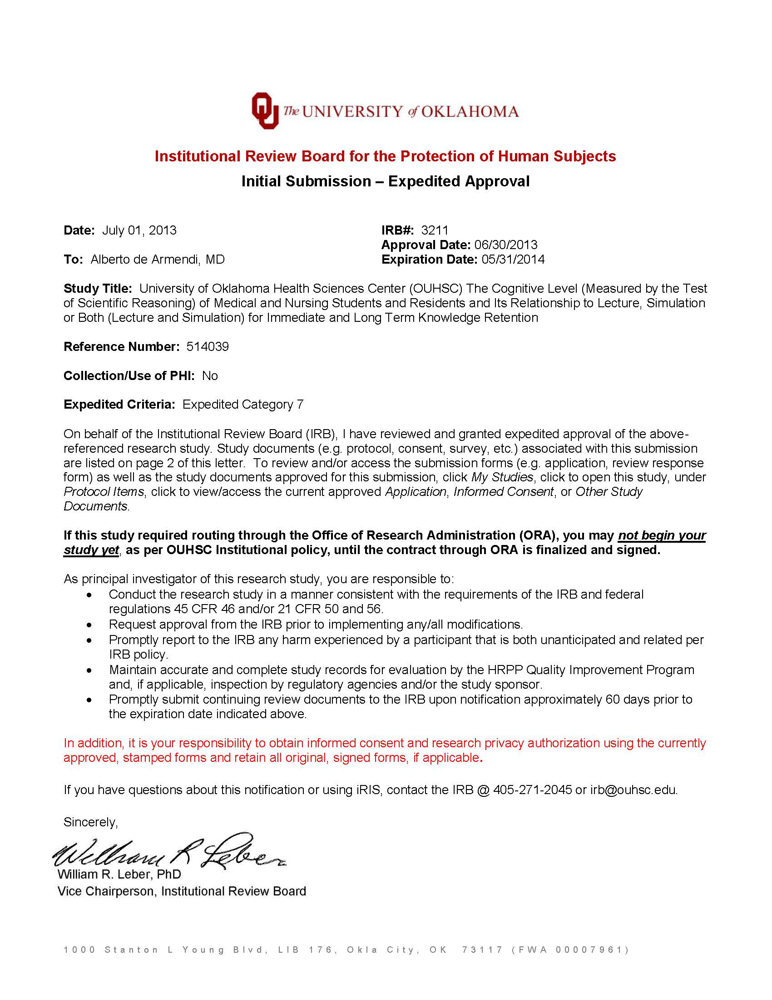 OU The UNIVERSITY of OKLAHOMA
Institutional Review Board for the Protection of Human Subjects
Initial Submission – Expedited Approval
Date: July 01, 2013
IRB#: 3211
Approval Date: 06/30/2013
To: Alberto de Armendi, MD
Expiration Date: 05/31/2014
Study Title: University of Oklahoma Health Sciences Center (OUHSC) The Cognitive Level (Measured by the Test
of Scientific Reasoning) of Medical and Nursing Students and Residents and Its Relationship to Lecture, Simulation
or Both (Lecture and Simulation) for Immediate and Long Term Knowledge Retention
Reference Number: 514039
Collection/Use of PHI: No
Expedited Criteria: Expedited Category 7
On behalf of the Institutional Review Board (IRB), I have reviewed and granted expedited approval of the above-
referenced research study. Study documents (e.g. protocol, consent, survey, etc.) associated with this submission
are listed on page 2 of this letter. To review and/or access the submission forms (e.g. application, review response
form) as well as the study documents approved for this submission, click My Studies, click to open this study, under
Protocol Items, click to view/access the current approved Application, Informed Consent, or Other Study
Documents.
If this study required routing through the Office of Research Administration (ORA), you may not begin your
study yet, as per OUHSC Institutional policy, until the contract through ORA is finalized and signed.
As principal investigator of this research study, you are responsible to:
• Conduct the research study in a manner consistent with the requirements of the IRB and federal
regulations 45 CFR 46 and/or 21 CFR 50 and 56.
• Request approval from the IRB prior to implementing any/all modifications.
• Promptly report to the IRB any harm experienced by a participant that is both unanticipated and related per
IRB policy.
• Maintain accurate and complete study records for evaluation by the HRPP Quality Improvement Program
and, if applicable, inspection by regulatory agencies and/or the study sponsor.
• Promptly submit continuing review documents to the IRB upon notification approximately 60 days prior to
the expiration date indicated above.
In addition, it is your responsibility to obtain informed consent and research privacy authorization using the currently
approved, stamped forms and retain all original, signed forms, if applicable.
If you have questions about this notification or using iRIS, contact the IRB @ 405-271-2045 or irb@ouhsc.edu.
Sincerely,
William R Leber
William R. Leber, PhD
Vice Chairperson, Institutional Review Board
1000 Stanton L Young Blvd, LIB 176, Okla City, OK 73117 (FWA 00007961)